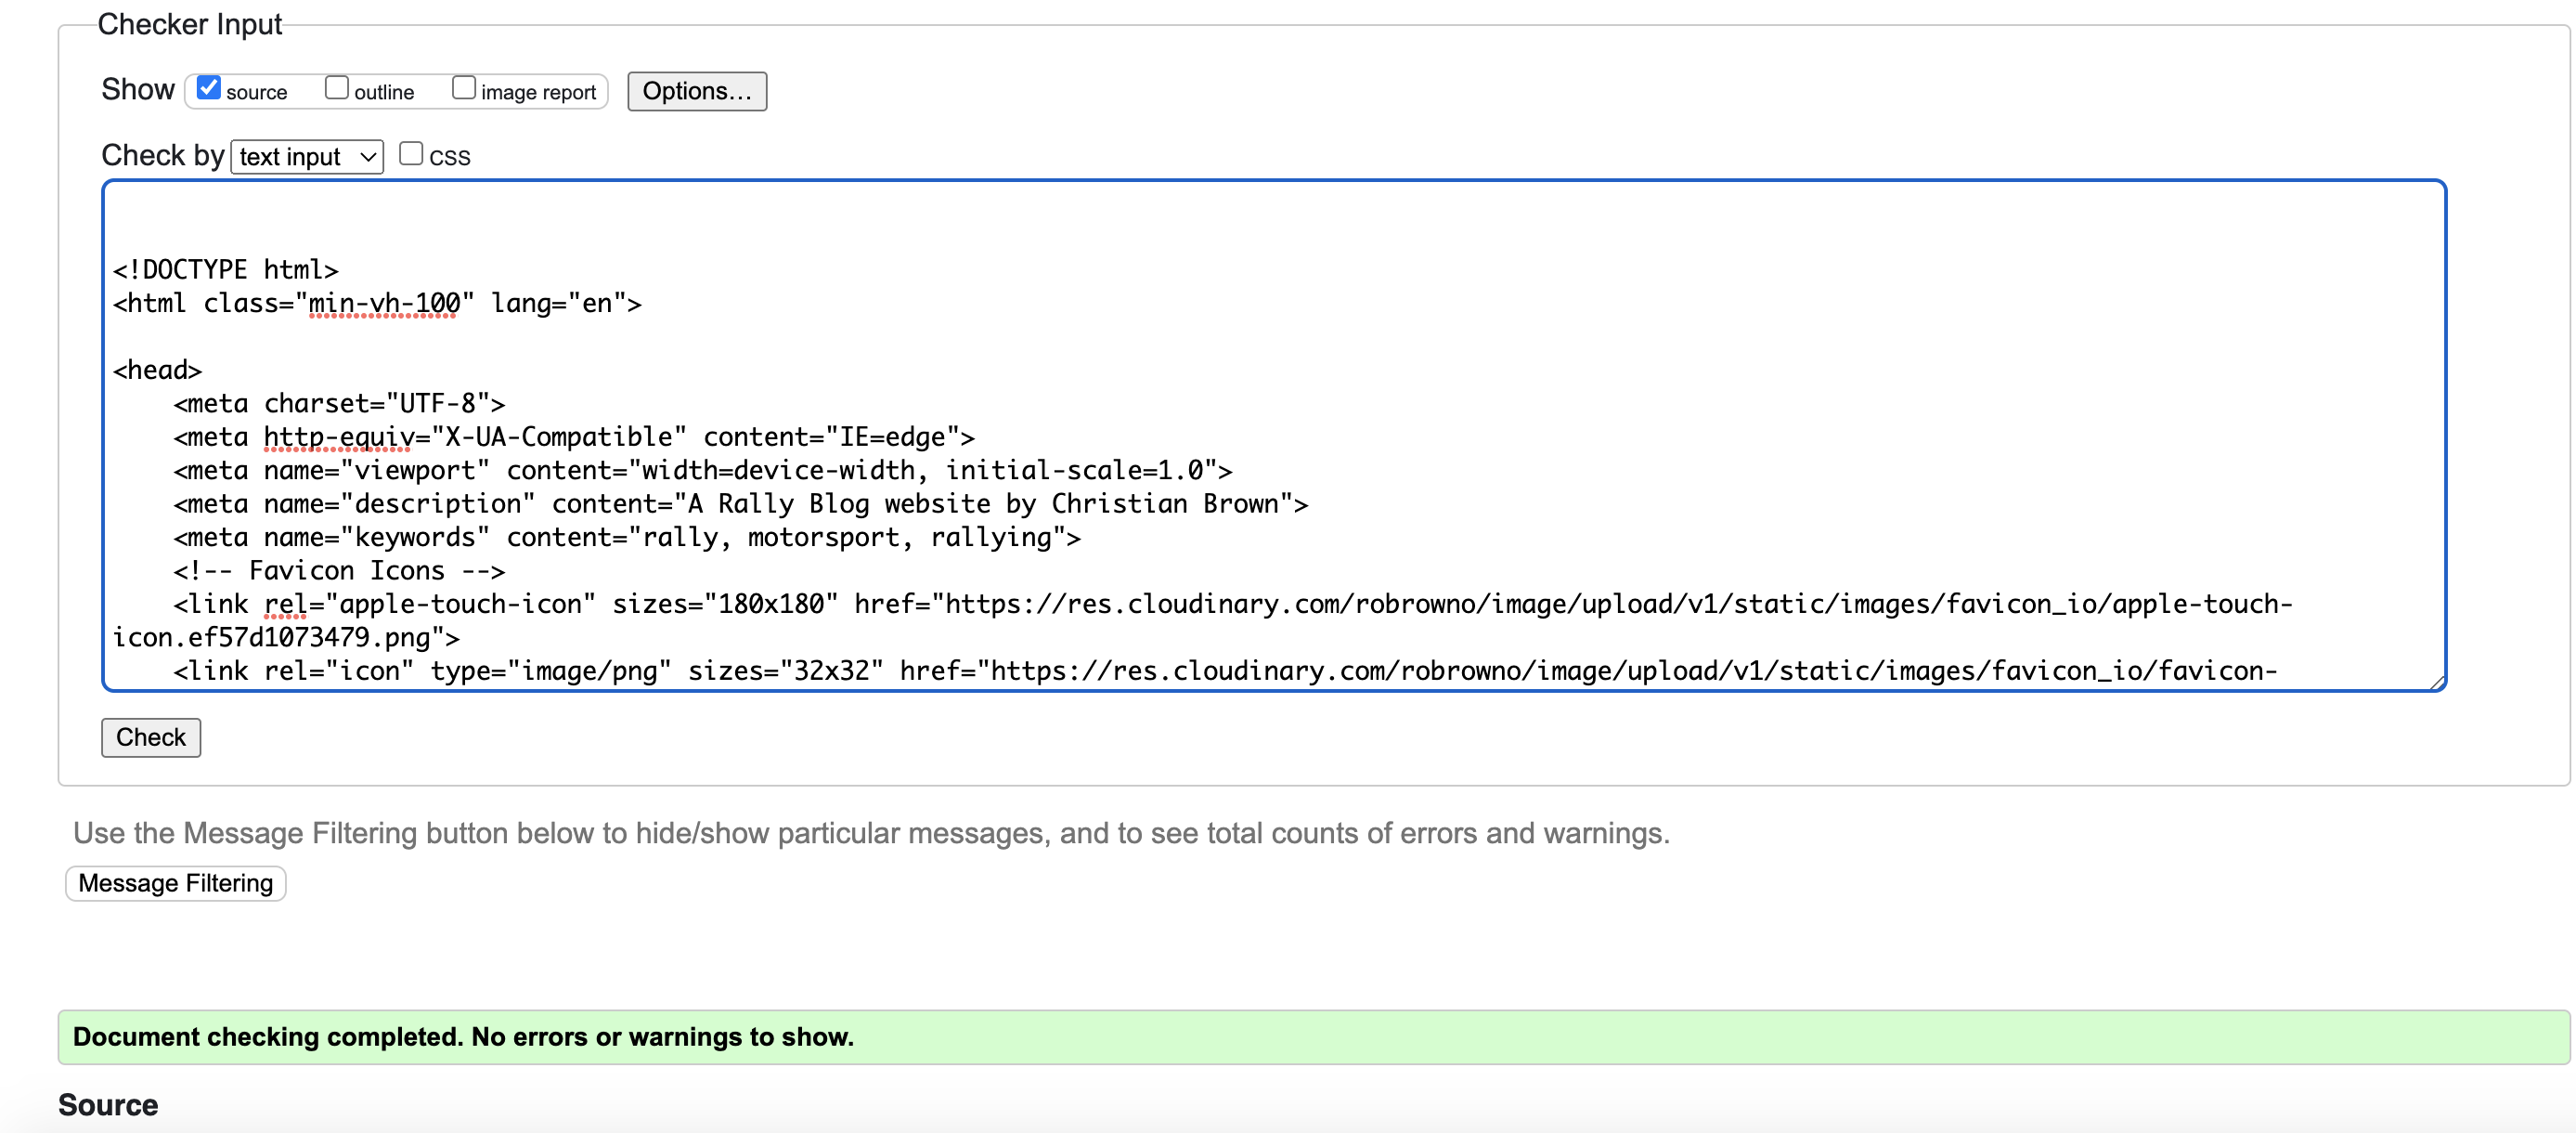 Checker Input
Show source outline image report Options...
Check by text input CSS
<!DOCTYPE html>
<html class="min-vh-100" lang="en">
<head>
    <meta charset="UTF-8">
    <meta http-equiv="X-UA-Compatible" content="IE=edge">
    <meta name="viewport" content="width=device-width, initial-scale=1.0">
    <meta name="description" content="A Rally Blog website by Christian Brown">
    <meta name="keywords" content="rally, motorsport, rallying">
    <!-- Favicon Icons -->
    <link rel="apple-touch-icon" sizes="180x180" href="https://res.cloudinary.com/robrowno/image/upload/v1/static/images/favicon_io/apple-touch-
icon.ef57d1073479.png">
    <link rel="icon" type="image/png" sizes="32x32" href="https://res.cloudinary.com/robrowno/image/upload/v1/static/images/favicon_io/favicon-
Check
Use the Message Filtering button below to hide/show particular messages, and to see total counts of errors and warnings.
Message Filtering
Document checking completed. No errors or warnings to show.
Source